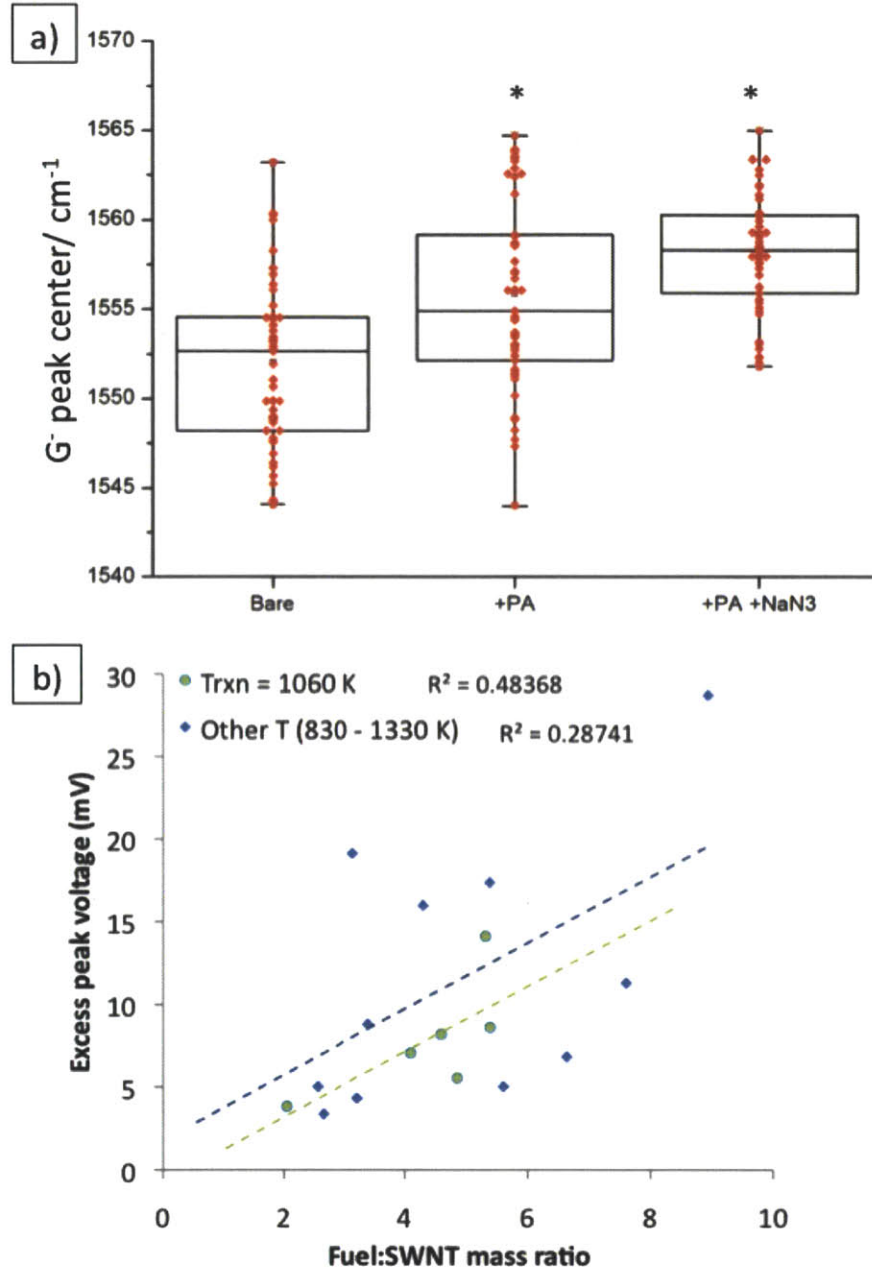 a)
1570
*
*
1565
1560
1555
1550
1545
1540
G⁻ peak center/ cm⁻¹
Bare
+PA
+PA +NaN3
b)
30
Trxn = 1060 K R² = 0.48368
Other T (830 - 1330 K) R² = 0.28741
25
20
15
10
5
0
Excess peak voltage (mV)
0 2 4 6 8 10
Fuel:SWNT mass ratio